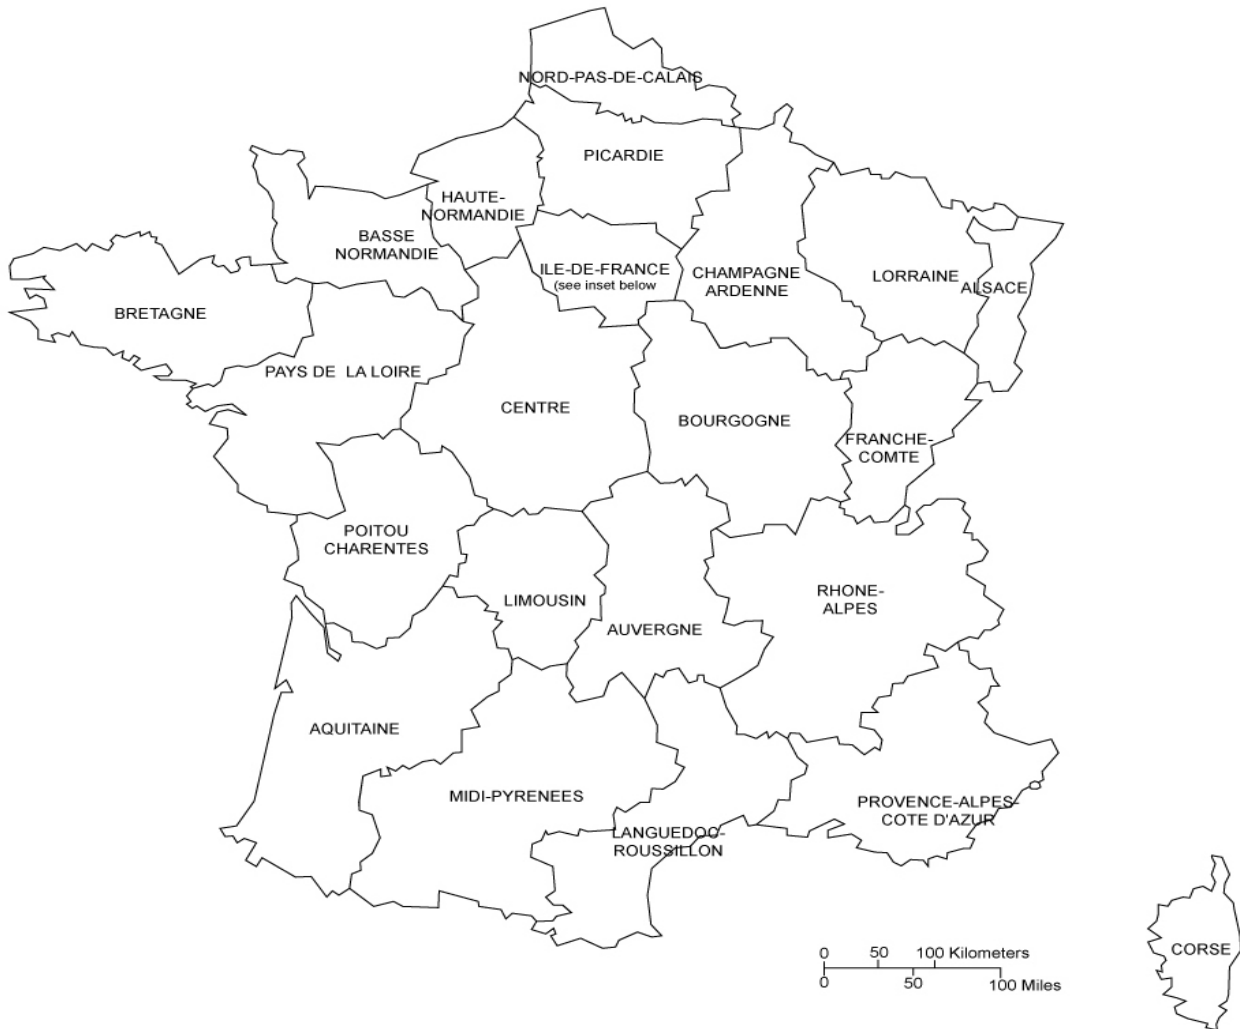 NORD-PAS-DE-CALAIS
PICARDIE
HAUTE-
NORMANDIE
BASSE
NORMANDIE
ILE-DE-FRANCE
(see inset below
CHAMPAGNE
ARDENNE
LORRAINE
ALSACE
BRETAGNE
PAYS DE LA LOIRE
CENTRE
BOURGOGNE
FRANCHE-
COMTE
POITOU
CHARENTES
LIMOUSIN
AUVERGNE
RHONE-
ALPES
AQUITAINE
MIDI-PYRENEES
LANGUEDOC-
ROUSSILLON
PROVENCE-ALPES-
COTE D'AZUR
CORSE
0 50 100 Kilometers
0 50 100 Miles